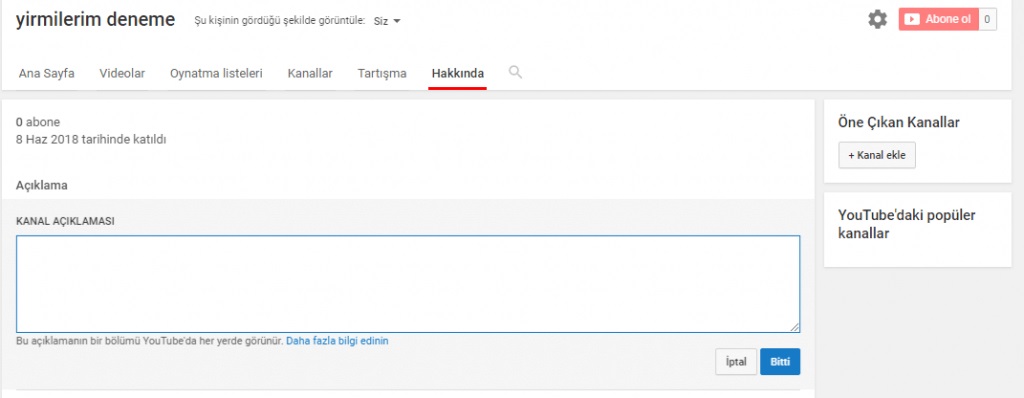 yirmilerim deneme Şu kişinin gördüğü şekilde görüntüle: Siz
Abone ol 0
Ana Sayfa Videolar Oynatma listeleri Kanallar Tartışma Hakkında
0 abone
8 Haz 2018 tarihinde katıldı
Açıklama
KANAL AÇIKLAMASI
Bu açıklamanın bir bölümü YouTube'da her yerde görünür. Daha fazla bilgi edinin
İptal Bitti
Öne Çıkan Kanallar
+ Kanal ekle
YouTube'daki popüler
kanallar